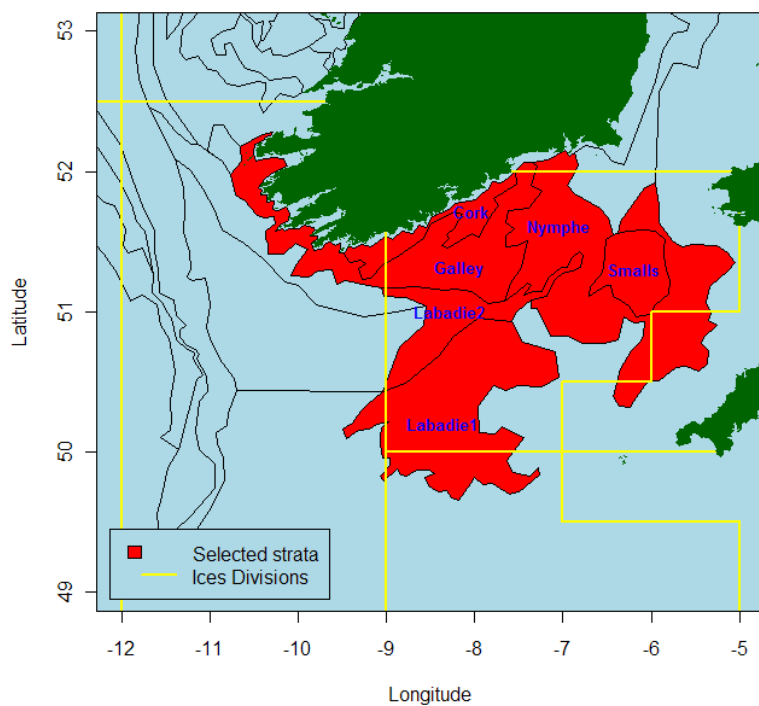 53
52
51
50
49
Latitude
Cork
Nymphe
Galley
Smalls
Labadie2
Labadie1
Selected strata
Ices Divisions
-12 -11 -10 -9 -8 -7 -6 -5
Longitude